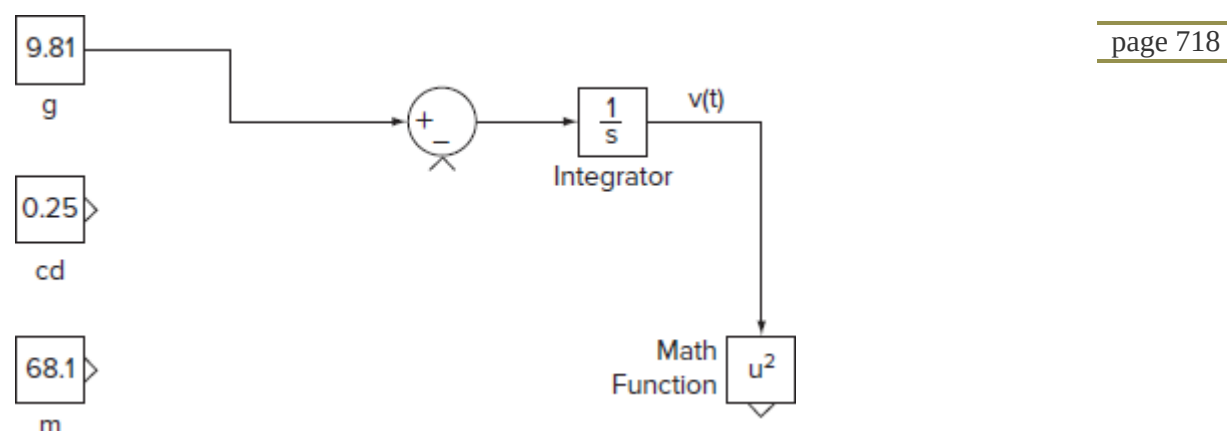 9.81
page 718
g
+
−
1
s
v(t)
Integrator
0.25
cd
68.1
Math
Function
u²
m